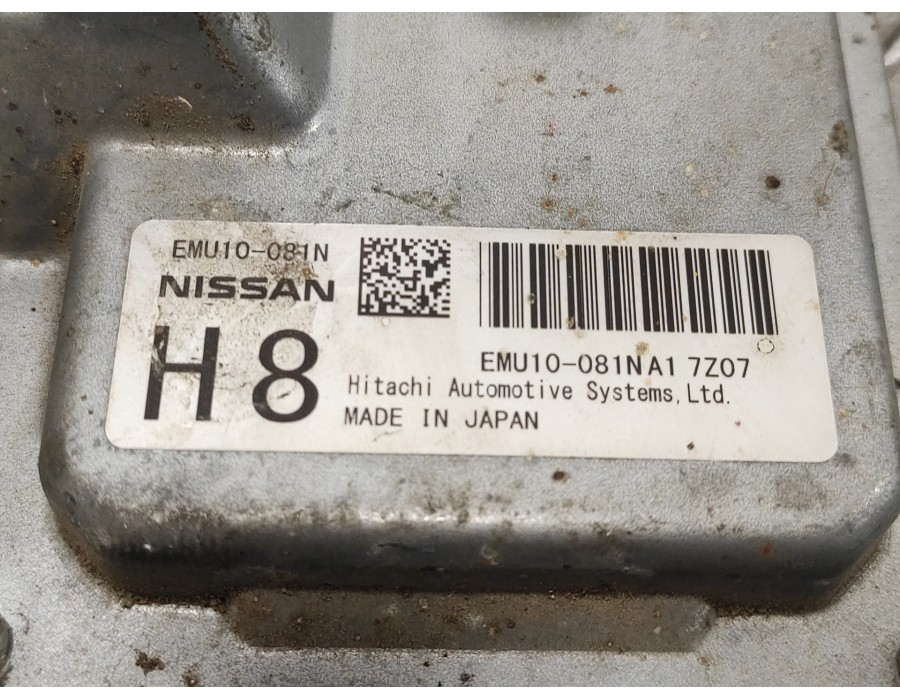 EMU10-081N
NISSAN
H8
EMU10-081NA1 7Z07
Hitachi Automotive Systems, Ltd.
MADE IN JAPAN